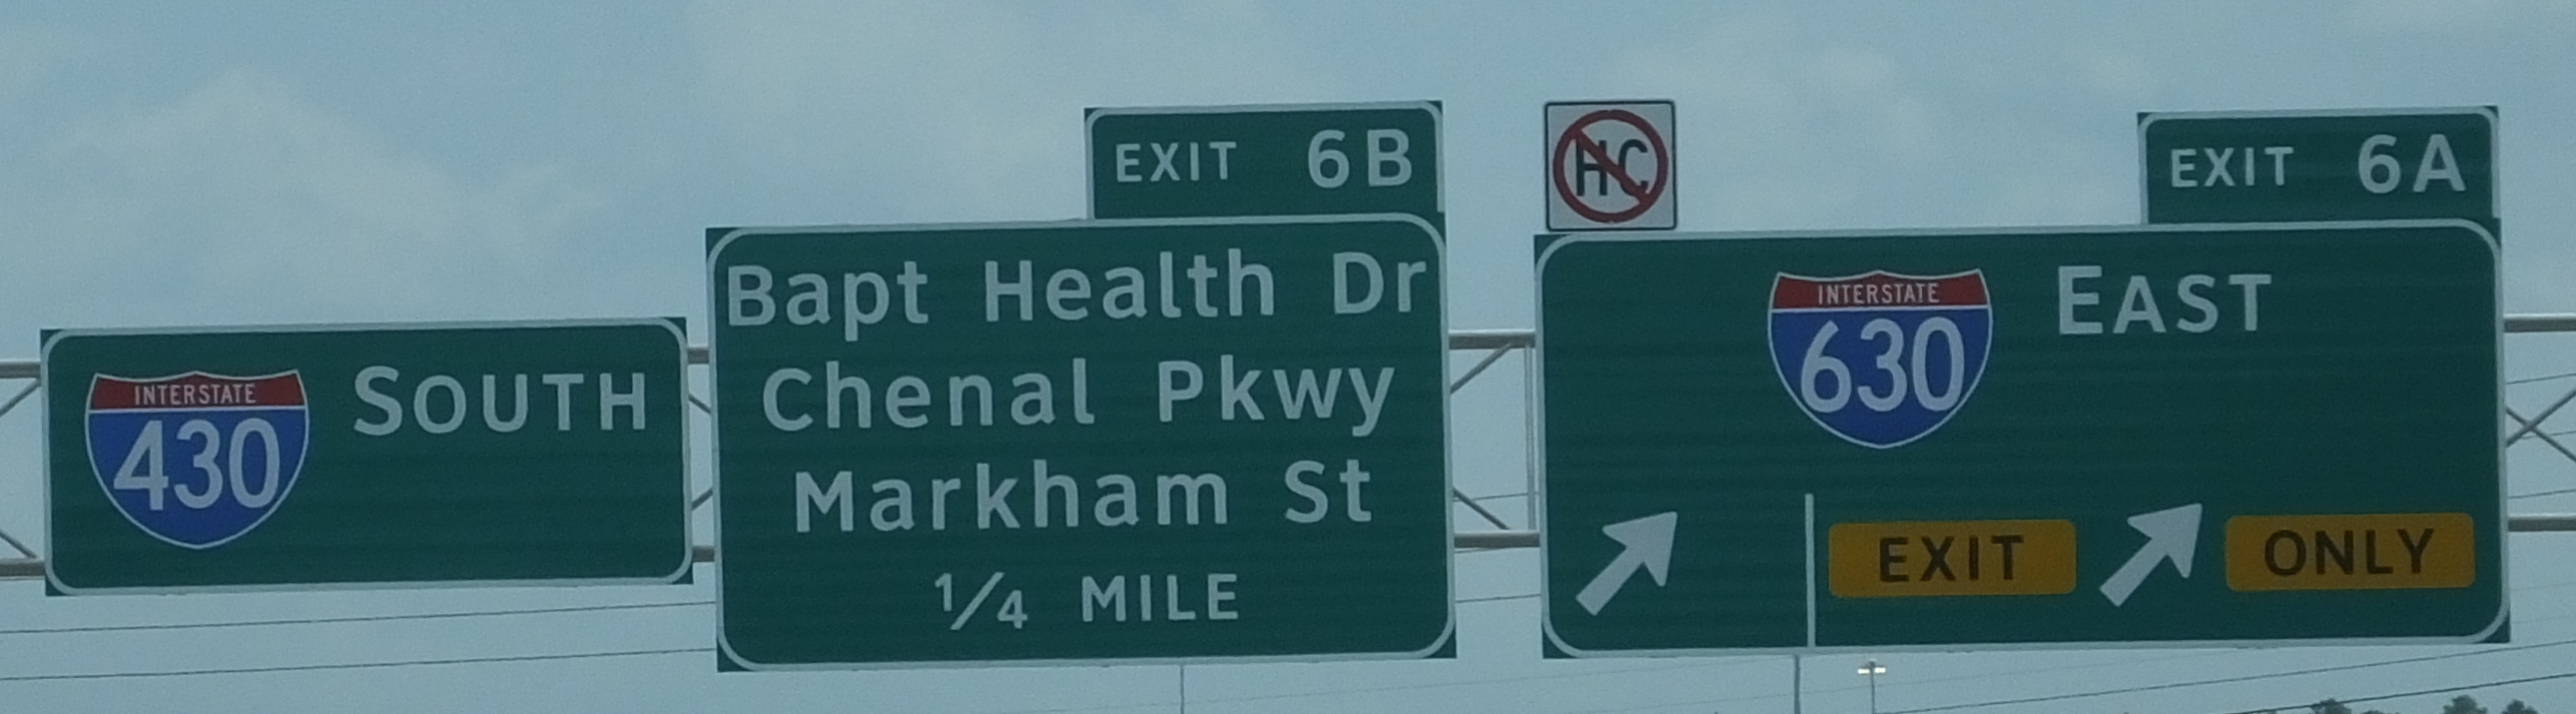 INTERSTATE
430
SOUTH
EXIT 6B
Bapt Health Dr
Chenal Pkwy
Markham St
1/4 MILE
HC
EXIT 6A
INTERSTATE
630
EAST
EXIT ONLY